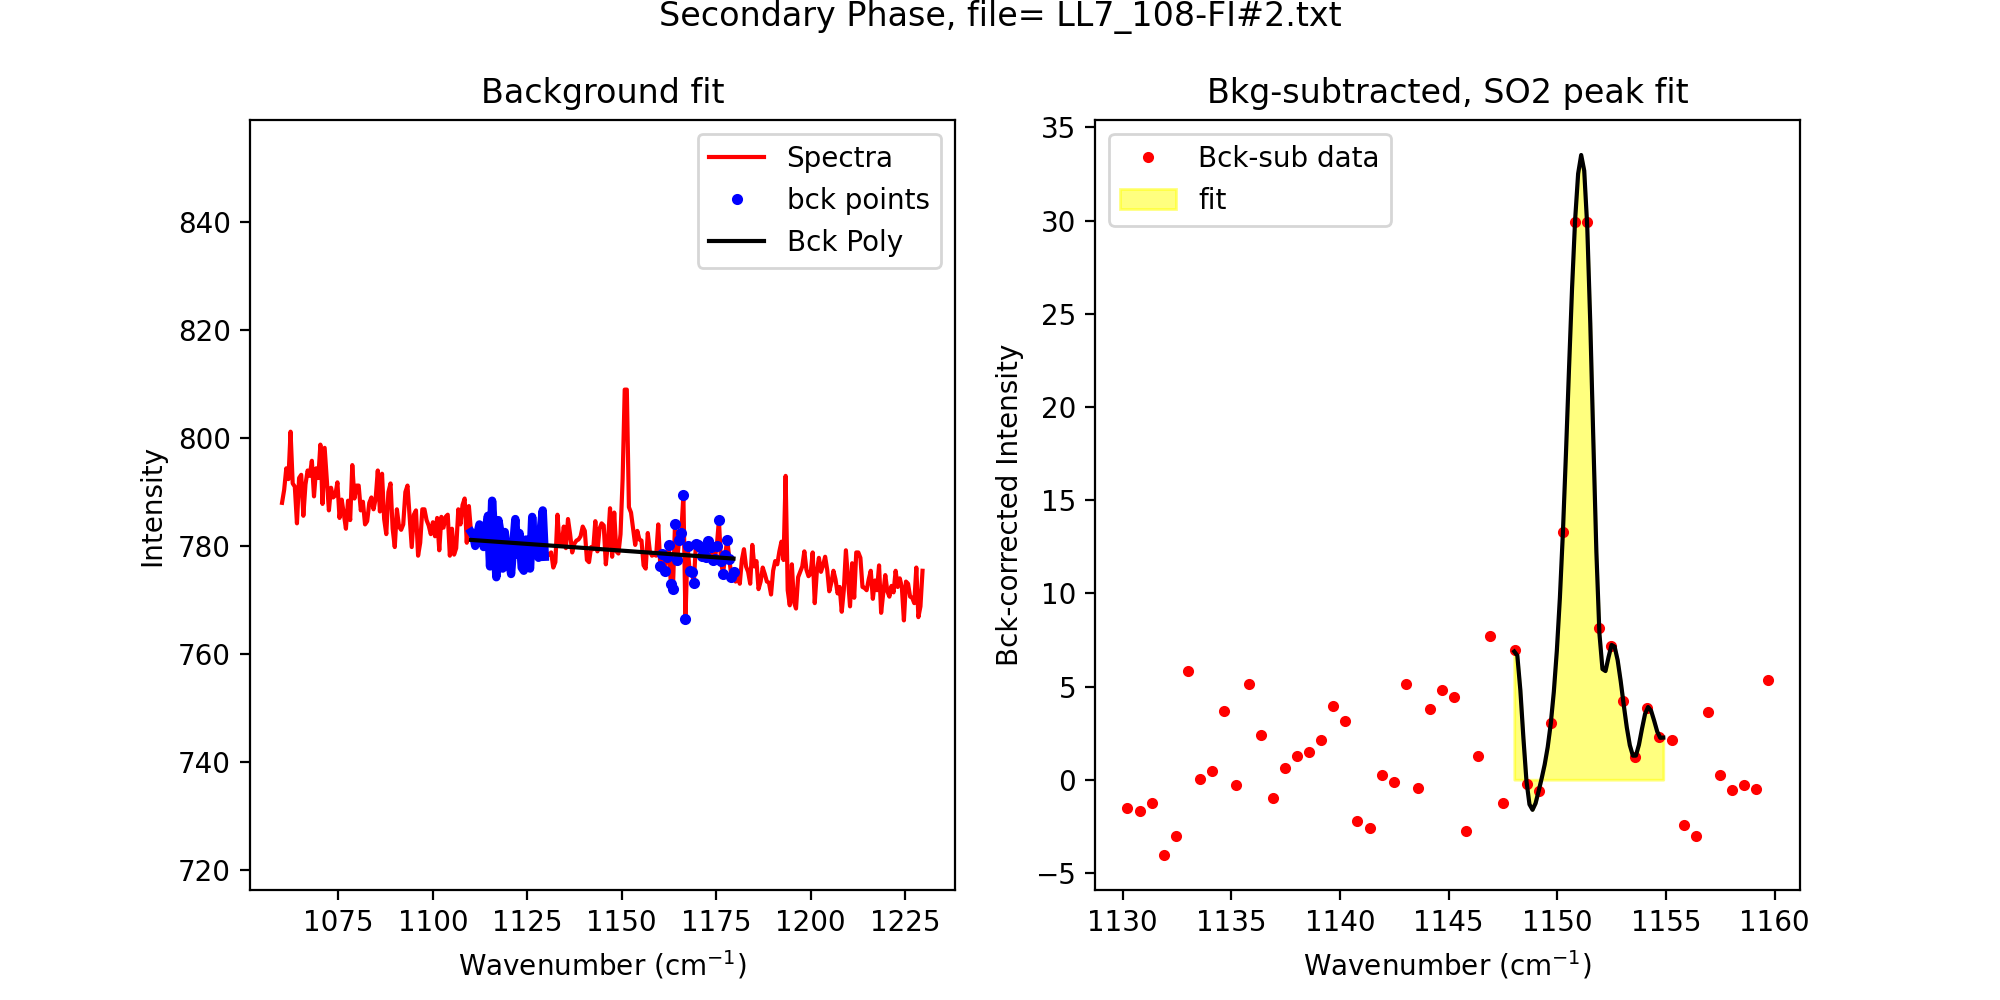 Secondary Phase, file= LL7_108-FI#2.txt
Background fit
Spectra
bck points
Bck Poly
Intensity
840
820
800
780
760
740
720
1075 1100 1125 1150 1175 1200 1225
Wavenumber (cm⁻¹)
Bkg-subtracted, SO2 peak fit
Bck-sub data
fit
Bck-corrected Intensity
35
30
25
20
15
10
5
0
−5
1130 1135 1140 1145 1150 1155 1160
Wavenumber (cm⁻¹)